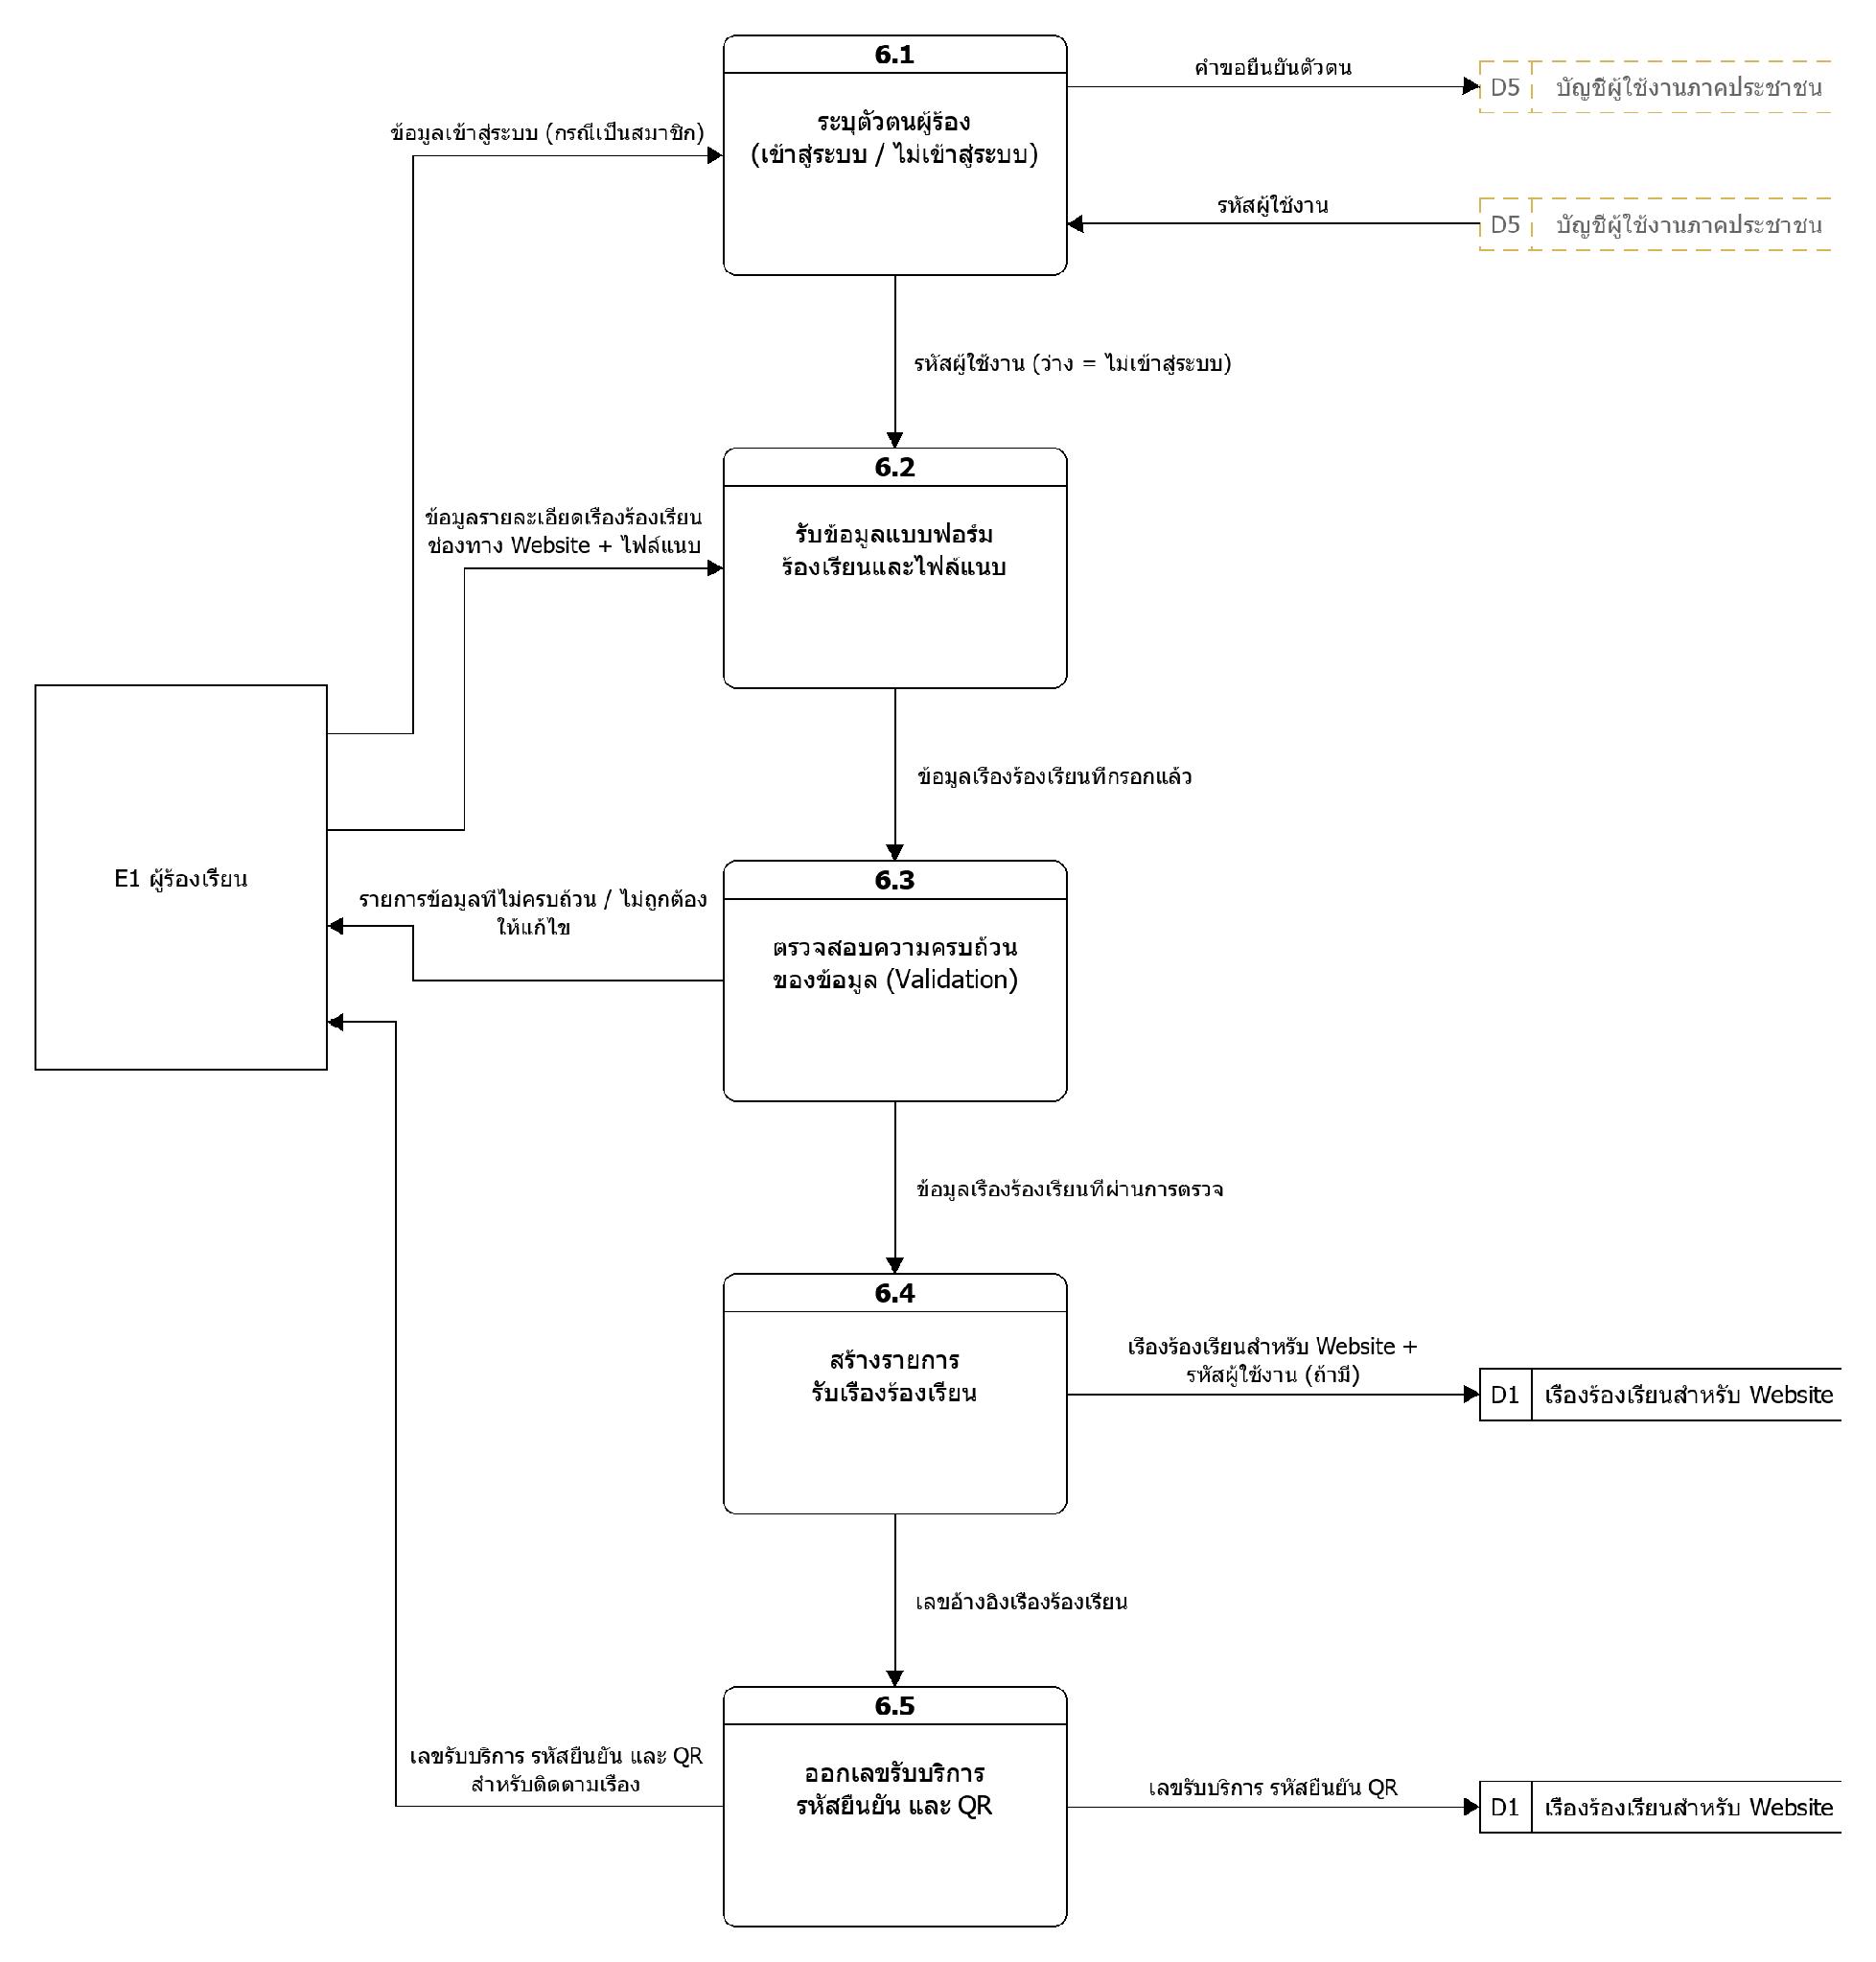 6.1
ระบุตัวตนผู้ร้อง
(เข้าสู่ระบบ / ไม่เข้าสู่ระบบ)
คำขอยืนยันตัวตน
D5 บัญชีผู้ใช้งานภาคประชาชน
ข้อมูลเข้าสู่ระบบ (กรณีเป็นสมาชิก)
รหัสผู้ใช้งาน
D5 บัญชีผู้ใช้งานภาคประชาชน
รหัสผู้ใช้งาน (ว่าง = ไม่เข้าสู่ระบบ)
6.2
รับข้อมูลแบบฟอร์ม
ร้องเรียนและไฟล์แนบ
ข้อมูลรายละเอียดเรื่องร้องเรียน
ช่องทาง Website + ไฟล์แนบ
ข้อมูลเรื่องร้องเรียนที่กรอกแล้ว
E1 ผู้ร้องเรียน
6.3
ตรวจสอบความครบถ้วน
ของข้อมูล (Validation)
รายการข้อมูลที่ไม่ครบถ้วน / ไม่ถูกต้อง
ให้แก้ไข
ข้อมูลเรื่องร้องเรียนที่ผ่านการตรวจ
6.4
สร้างรายการ
รับเรื่องร้องเรียน
เรื่องร้องเรียนสำหรับ Website +
รหัสผู้ใช้งาน (ถ้ามี)
D1 เรื่องร้องเรียนสำหรับ Website
เลขอ้างอิงเรื่องร้องเรียน
6.5
ออกเลขรับบริการ
รหัสยืนยัน และ QR
เลขรับบริการ รหัสยืนยัน และ QR
สำหรับติดตามเรื่อง
เลขรับบริการ รหัสยืนยัน QR
D1 เรื่องร้องเรียนสำหรับ Website